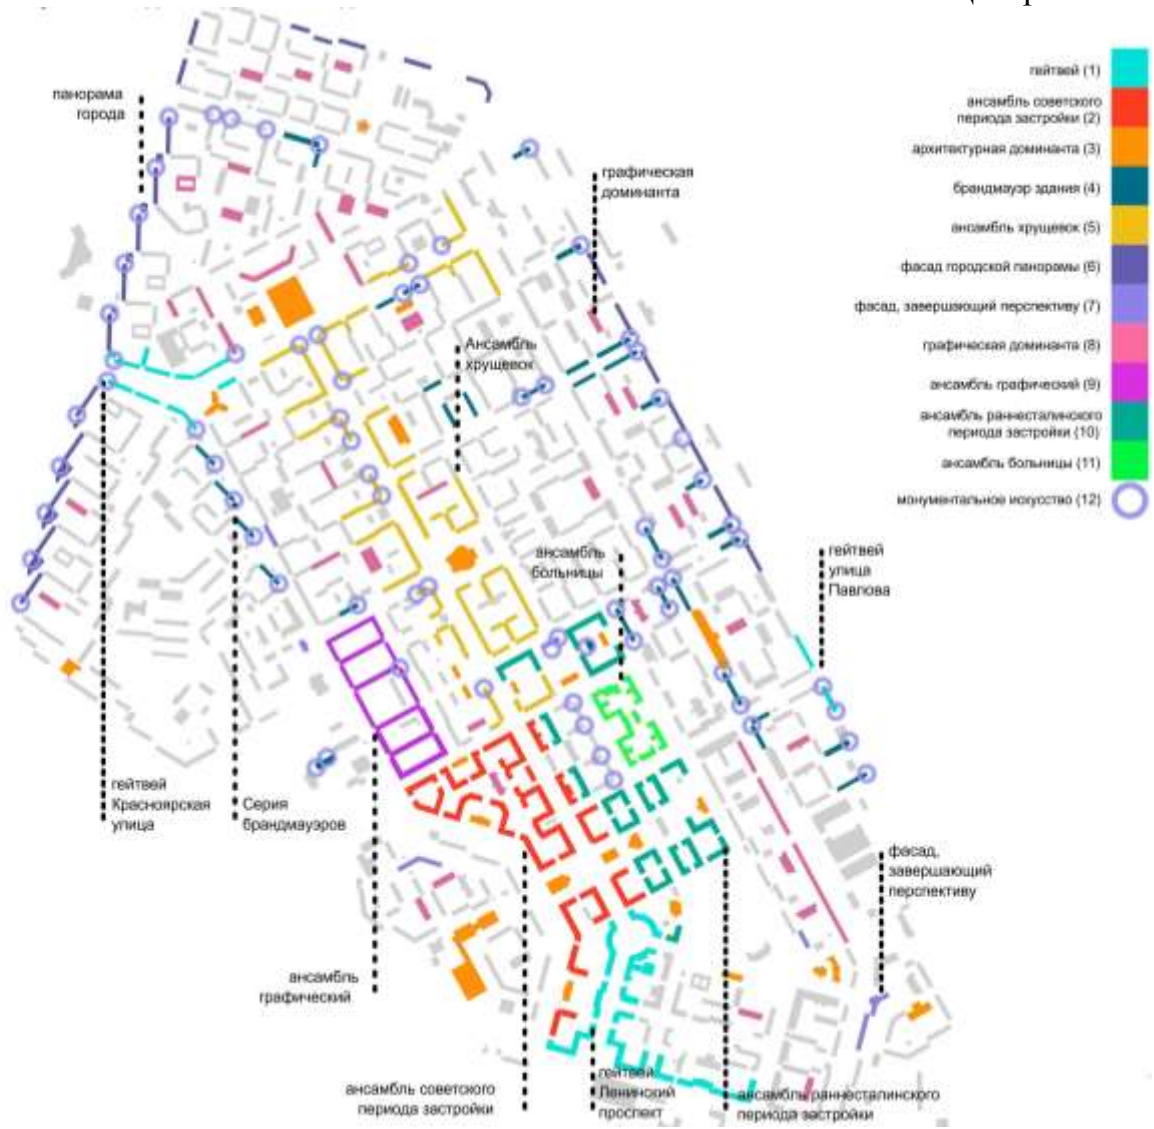 панорама
города
графическая
доминанта
Ансамбль
хрущевок
ансамбль
больницы
гейтвей
улица
Павлова
гейтвей
Красноярская
улица
Серия
брандмауэров
фасад,
завершающий
перспективу
ансамбль
графический
ансамбль советского
периода застройки
гейтвей
Ленинский
проспект
ансамбль раннесталинского
периода застройки
гейтвей (1)
ансамбль советского
периода застройки (2)
архитектурная доминанта (3)
брандмауэр здания (4)
ансамбль хрущевок (5)
фасад городской панорамы (6)
фасад, завершающий перспективу (7)
графическая доминанта (8)
ансамбль графический (9)
ансамбль раннесталинского
периода застройки (10)
ансамбль больницы (11)
монументальное искусство (12)